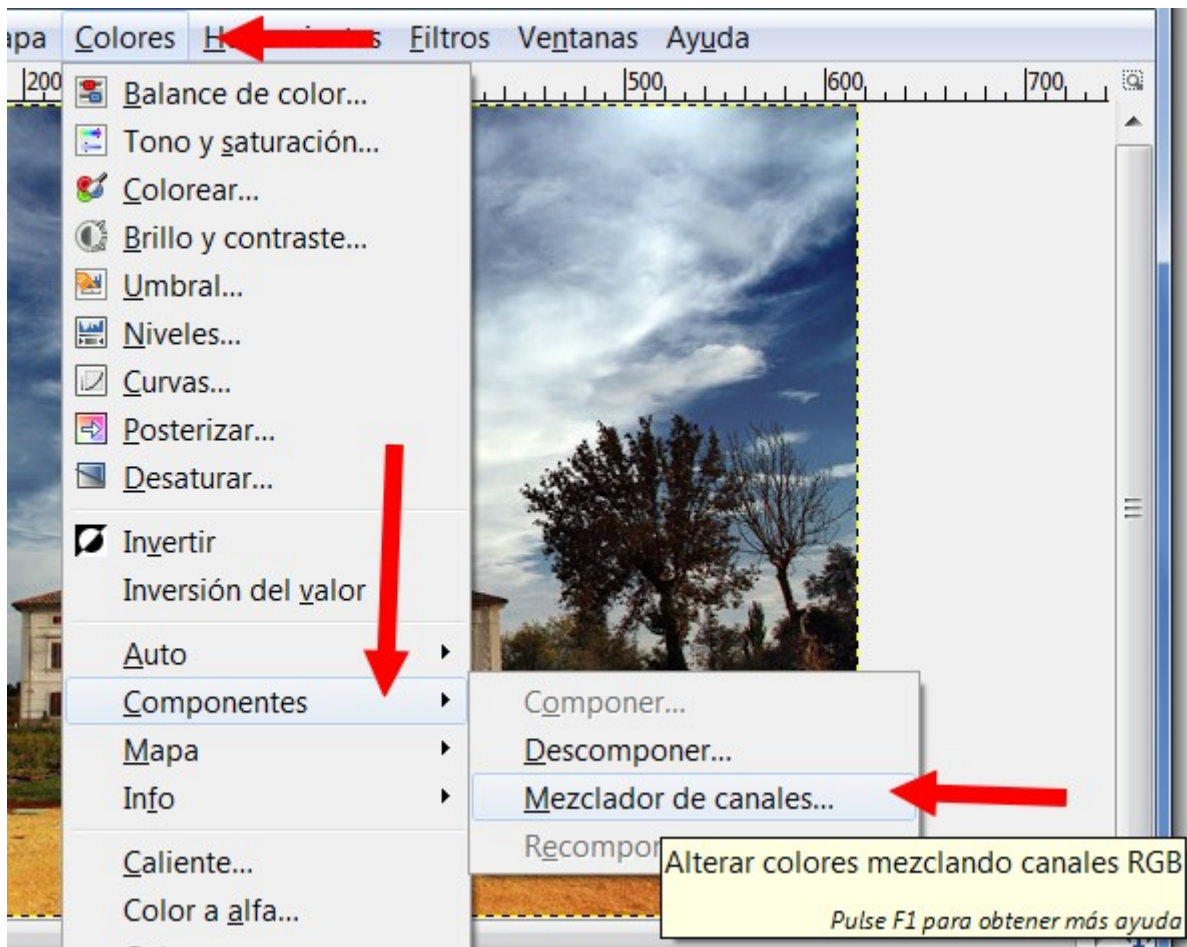 Colores Filtros Ventanas Ayuda
200 500 600 700
Balance de color...
Tono y saturación...
Colorear...
Brillo y contraste...
Umbral...
Niveles...
Curvas...
Posterizar...
Desaturar...
Invertir
Inversión del valor
Auto
Componentes
Mapa
Info
Caliente...
Color a alfa...
Componer...
Descomponer...
Mezclador de canales...
Alterar colores mezclando canales RGB
Pulse F1 para obtener más ayuda